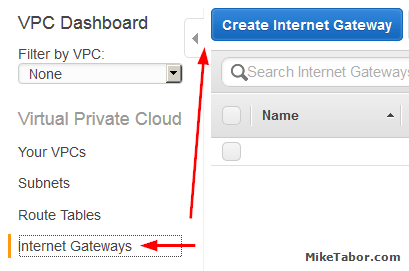 VPC Dashboard
Filter by VPC:
None
Virtual Private Cloud
Your VPCs
Subnets
Route Tables
Internet Gateways
Create Internet Gateway
Search Internet Gateways
Name
MikeTabor.com